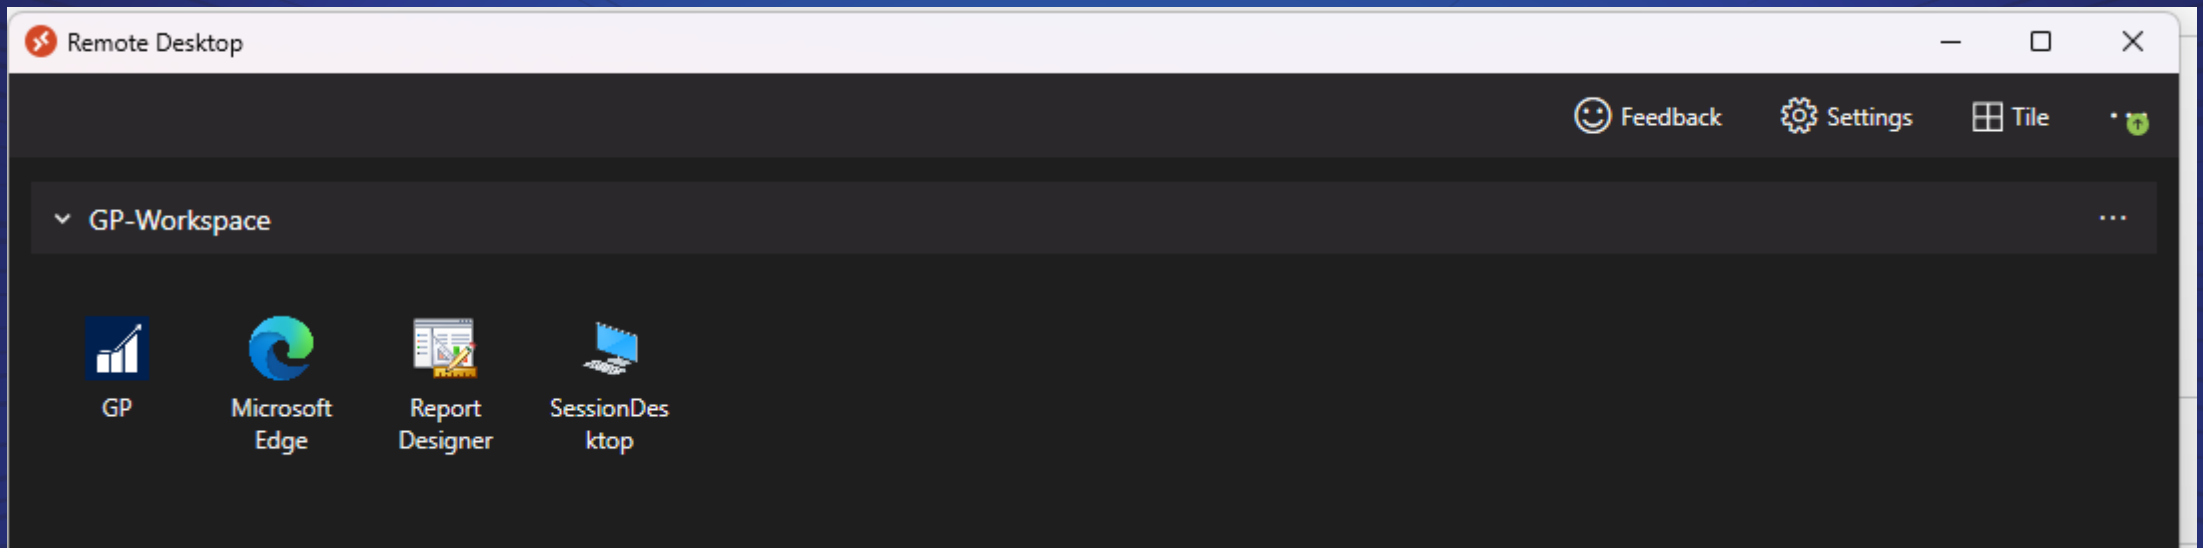 Remote Desktop
Feedback
Settings
Tile
GP-Workspace
GP
Microsoft
Edge
Report
Designer
SessionDes
ktop